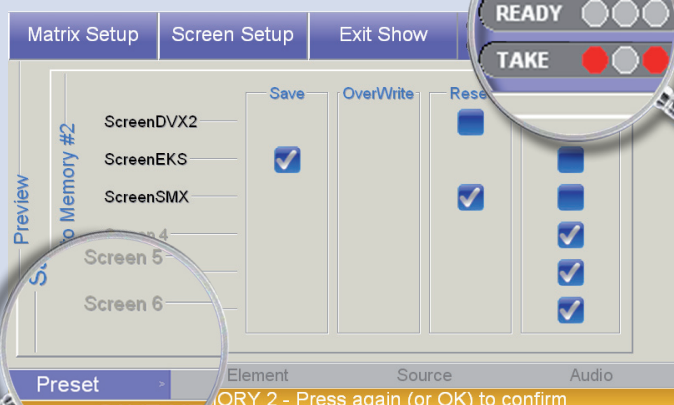 READY
Matrix Setup Screen Setup Exit Show
TAKE
Save OverWrite Rese
ScreenDVX2
ScreenEKS
ScreenSMX
Screen 5
Screen 6
Preview
o Memory #2
Preset > Element Source Audio
ORY 2 - Press again (or OK) to confirm